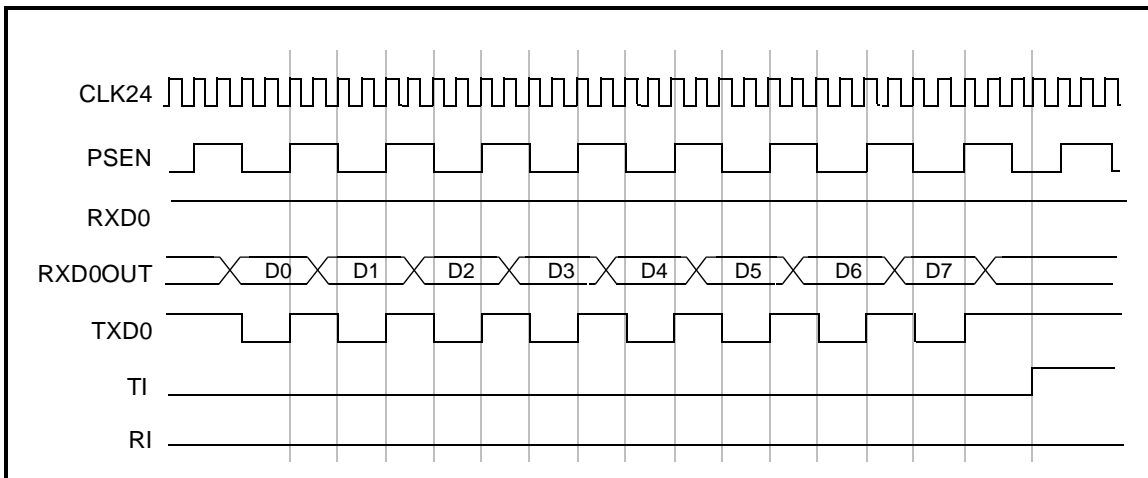 CLK24
PSEN
RXD0
RXD0OUT D0 D1 D2 D3 D4 D5 D6 D7
TXD0
TI
RI